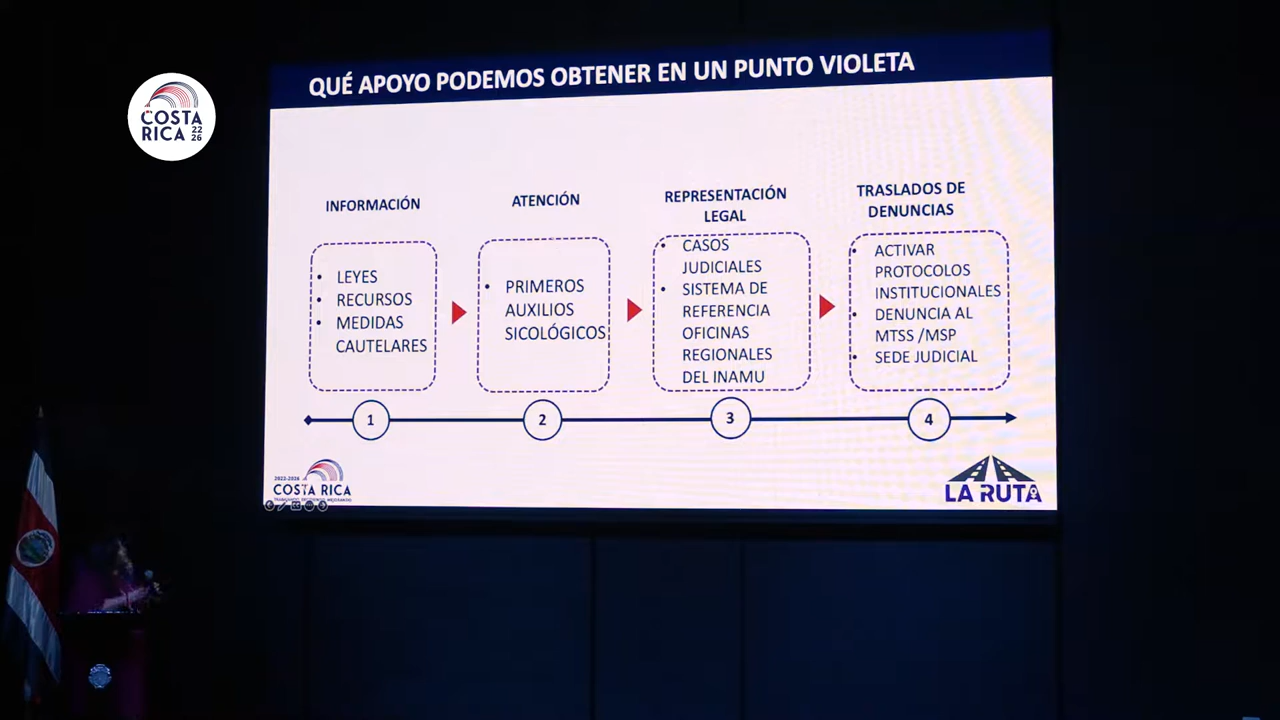 COSTA
RICA 22
26
QUÉ APOYO PODEMOS OBTENER EN UN PUNTO VIOLETA
INFORMACIÓN
• LEYES
• RECURSOS
• MEDIDAS
CAUTELARES
ATENCIÓN
• PRIMEROS
AUXILIOS
SICOLÓGICOS
REPRESENTACIÓN
LEGAL
• CASOS
JUDICIALES
• SISTEMA DE
REFERENCIA
OFICINAS
REGIONALES
DEL INAMU
TRASLADOS DE
DENUNCIAS
• ACTIVAR
PROTOCOLOS
INSTITUCIONALES
• DENUNCIA AL
MTSS /MSP
• SEDE JUDICIAL
1
2
3
4
2022-2026
COSTA RICA
LA RUTA